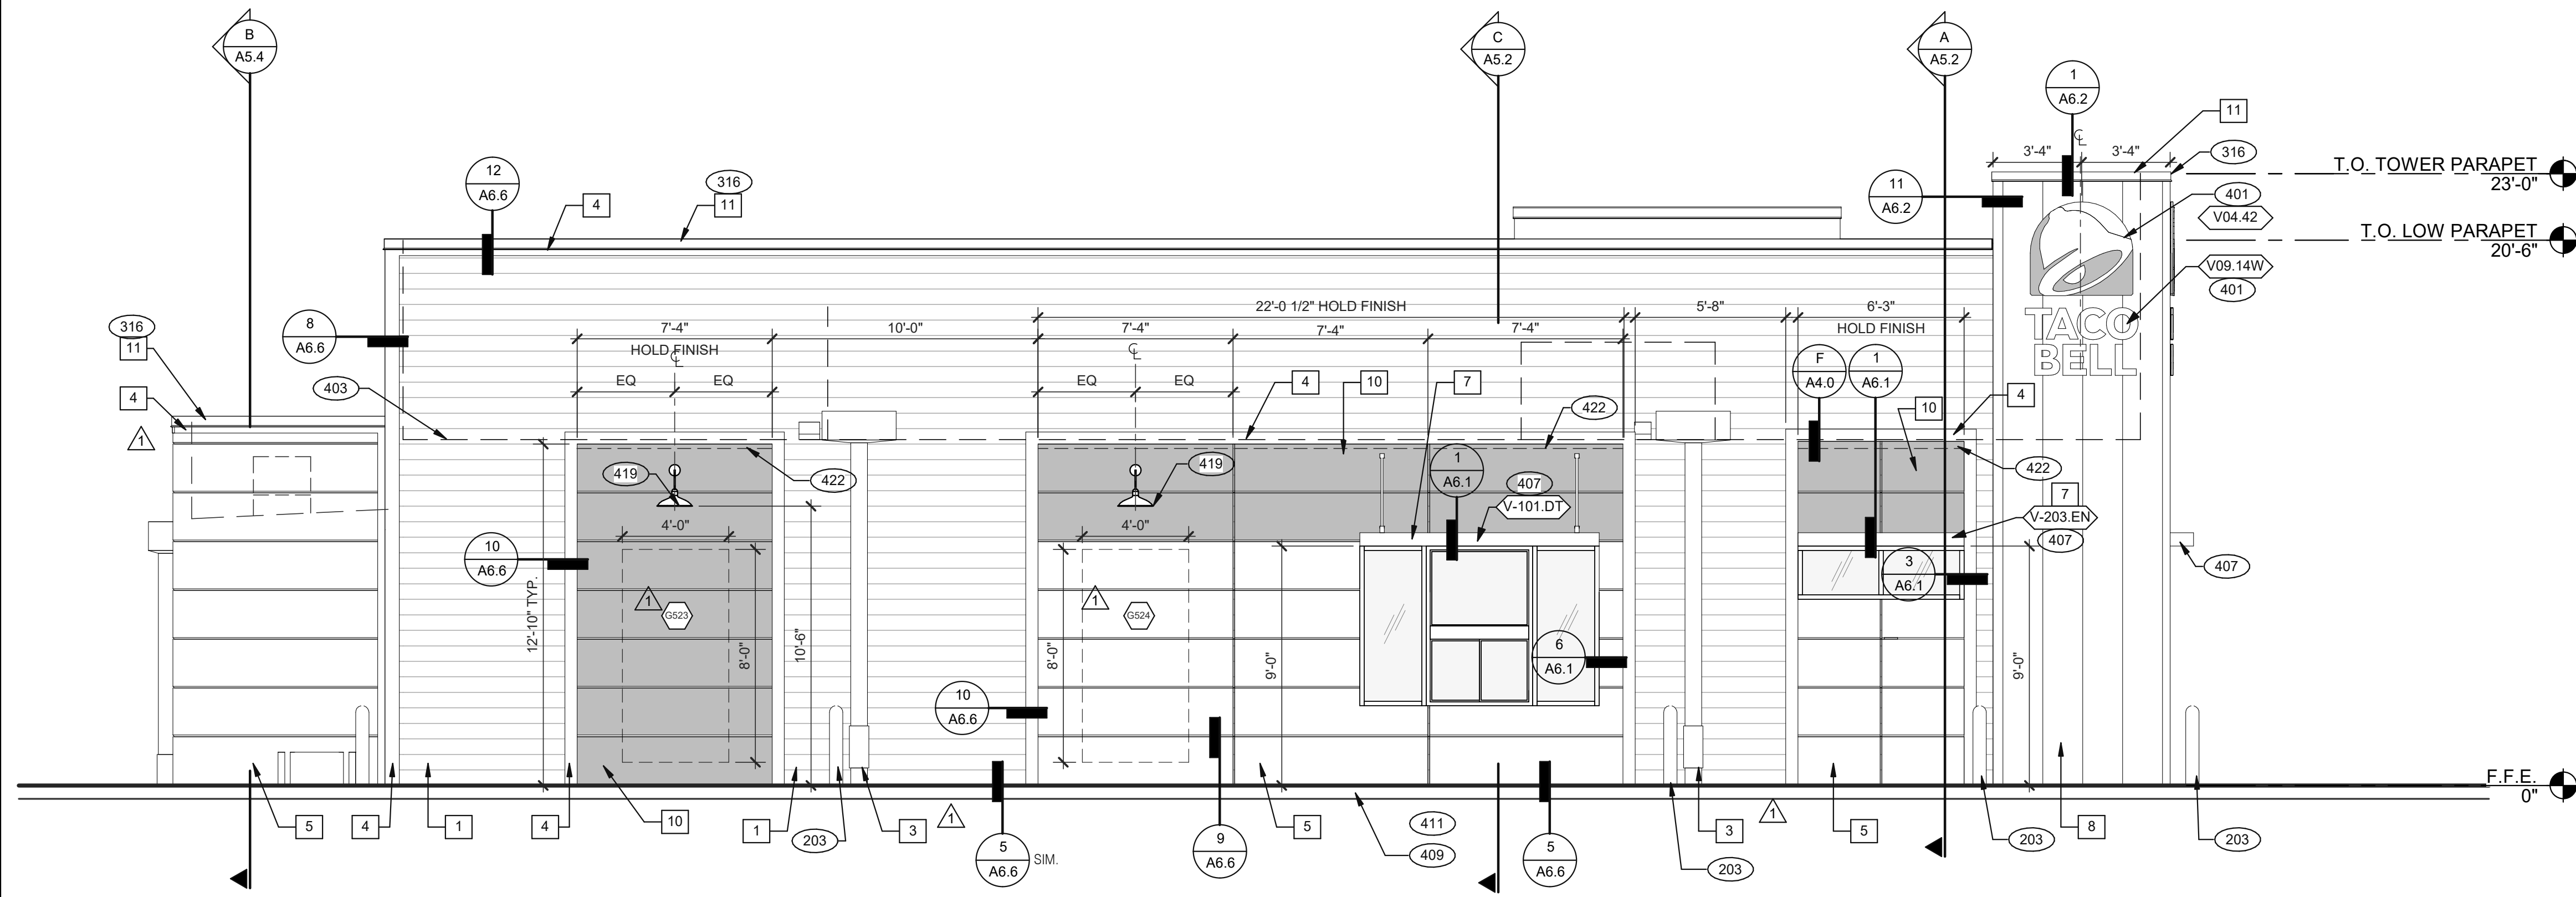 B
A5.4
C
A5.2
A
A5.2
1
A6.2
11
℄
3'-4"
3'-4"
316
T.O. TOWER PARAPET
23'-0"
12
A6.6
4
316
11
11
A6.2
401
V04.42
T.O. LOW PARAPET
20'-6"
V09.14W
401
TACO
BELL
316
11
8
A6.6
22'-0 1/2" HOLD FINISH
5'-8"
6'-3"
HOLD FINISH
7'-4"
HOLD FINISH
10'-0"
7'-4"
7'-4"
7'-4"
℄
℄
EQ
EQ
EQ
EQ
403
4
1
4
10
7
422
F
A4.0
1
A6.1
10
4
419
422
419
1
A6.1
407
V-101.DT
422
7
V-203.EN
407
407
4'-0"
4'-0"
10
A6.6
12'-10" TYP.
1
G523
8'-0"
10'-6"
1
G524
8'-0"
9'-0"
3
A6.1
6
A6.1
9'-0"
10
A6.6
F.F.E.
0"
5
4
1
4
10
1
203
3
1
5
A6.6
SIM.
9
A6.6
5
411
409
5
A6.6
203
3
1
5
203
8
203